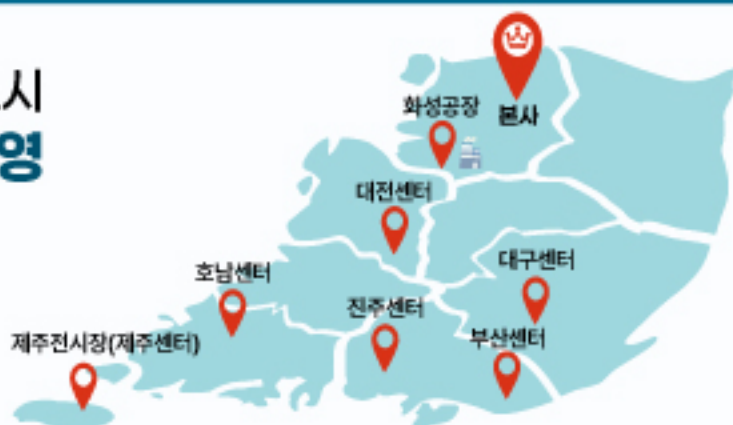 시
영
본사
화성공장
대전센터
호남센터
대구센터
진주센터
부산센터
제주전시장(제주센터)